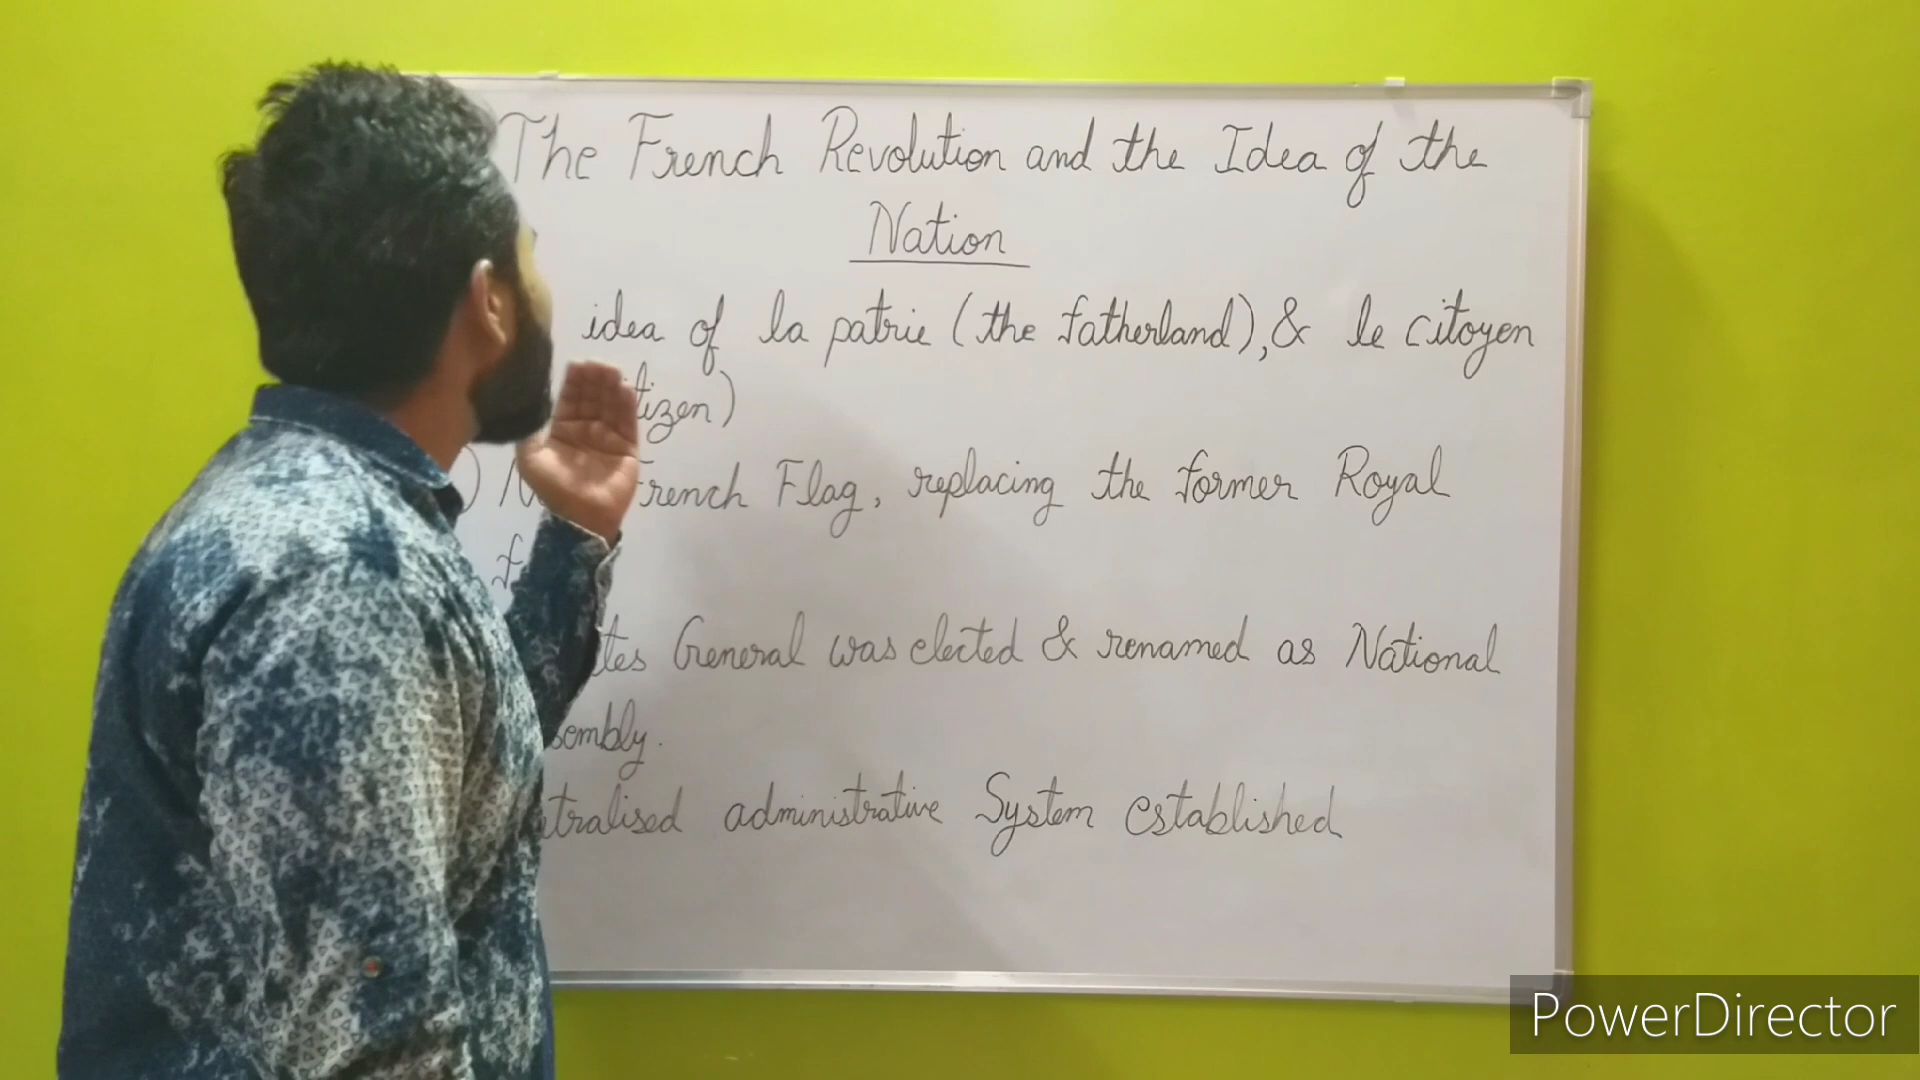 The French Revolution and the Idea of the
Nation
idea of la patrie (the fatherland), & le citoyen
tizen)
) French Flag, replacing the former Royal
tes General was elected & renamed as National
sembly.
tralised administrative System established
PowerDirector